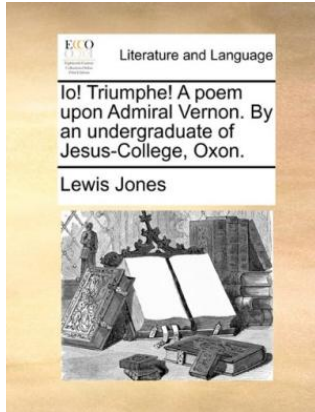 ECCO
Literature and Language
Io! Triumphe! A poem
upon Admiral Vernon. By
an undergraduate of
Jesus-College, Oxon.
Lewis Jones